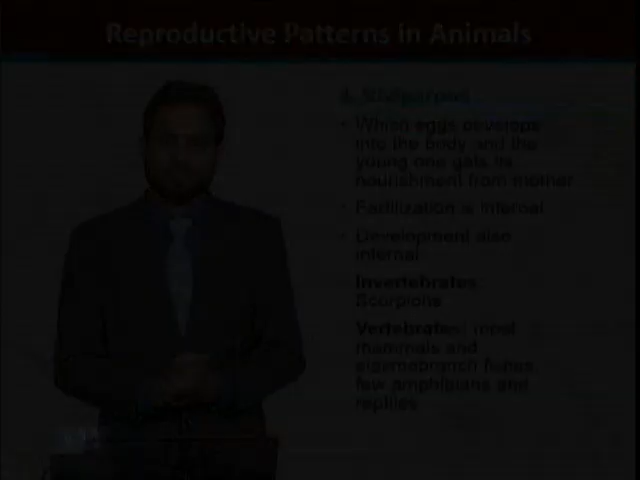 Reproductive Patterns in Animals
Viviparous
• When eggs develops
into the body and the
young one gets its
nourishment from mother
• Fertilization is internal
• Development also
internal
Invertebrates
Scorpions
Vertebrates: most
mammals and
elasmobranch fishes
few amphibians and
reptiles